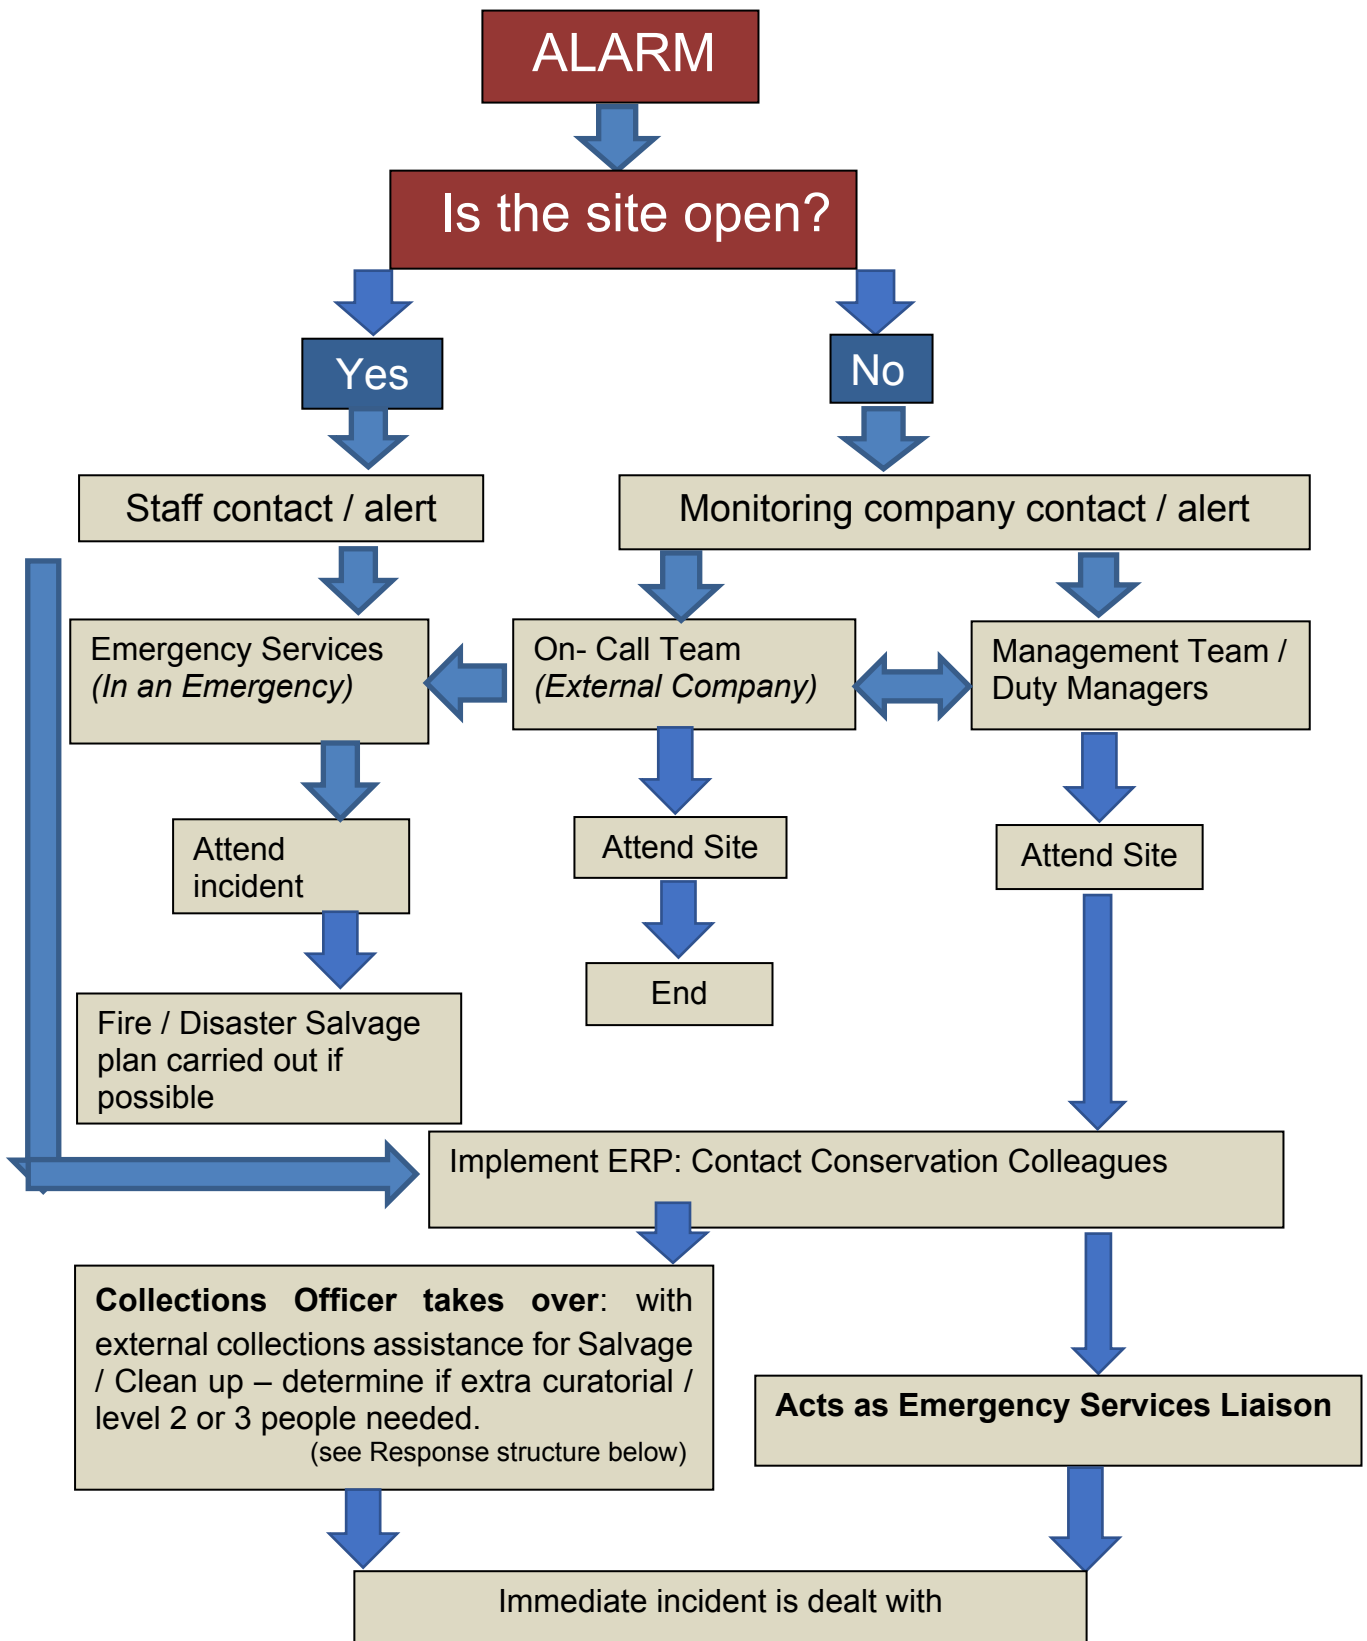 ALARM
Is the site open?
Yes
No
Staff contact / alert
Monitoring company contact / alert
Emergency Services
(In an Emergency)
On- Call Team
(External Company)
Management Team /
Duty Managers
Attend
incident
Attend Site
Attend Site
End
Fire / Disaster Salvage
plan carried out if
possible
Implement ERP: Contact Conservation Colleagues
Collections Officer takes over: with
external collections assistance for Salvage
/ Clean up – determine if extra curatorial /
level 2 or 3 people needed.
(see Response structure below)
Acts as Emergency Services Liaison
Immediate incident is dealt with